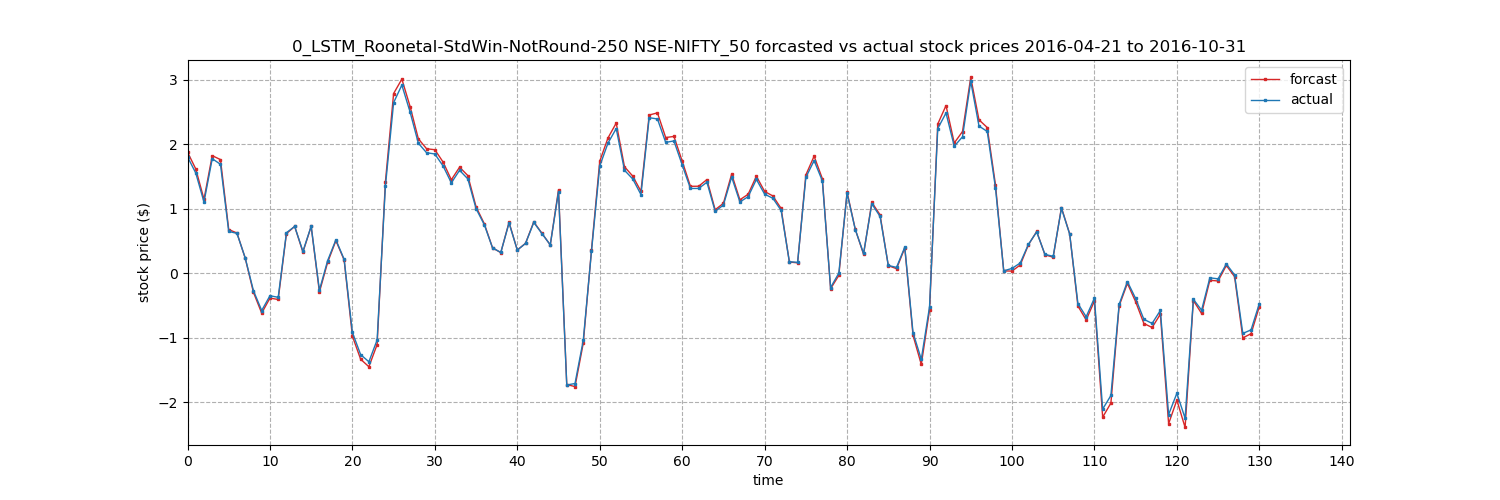 0_LSTM_Roonetal-StdWin-NotRound-250 NSE-NIFTY_50 forcasted vs actual stock prices 2016-04-21 to 2016-10-31
forcast
actual
stock price ($)
3
2
1
0
−1
−2
0 10 20 30 40 50 60 70 80 90 100 110 120 130 140
time